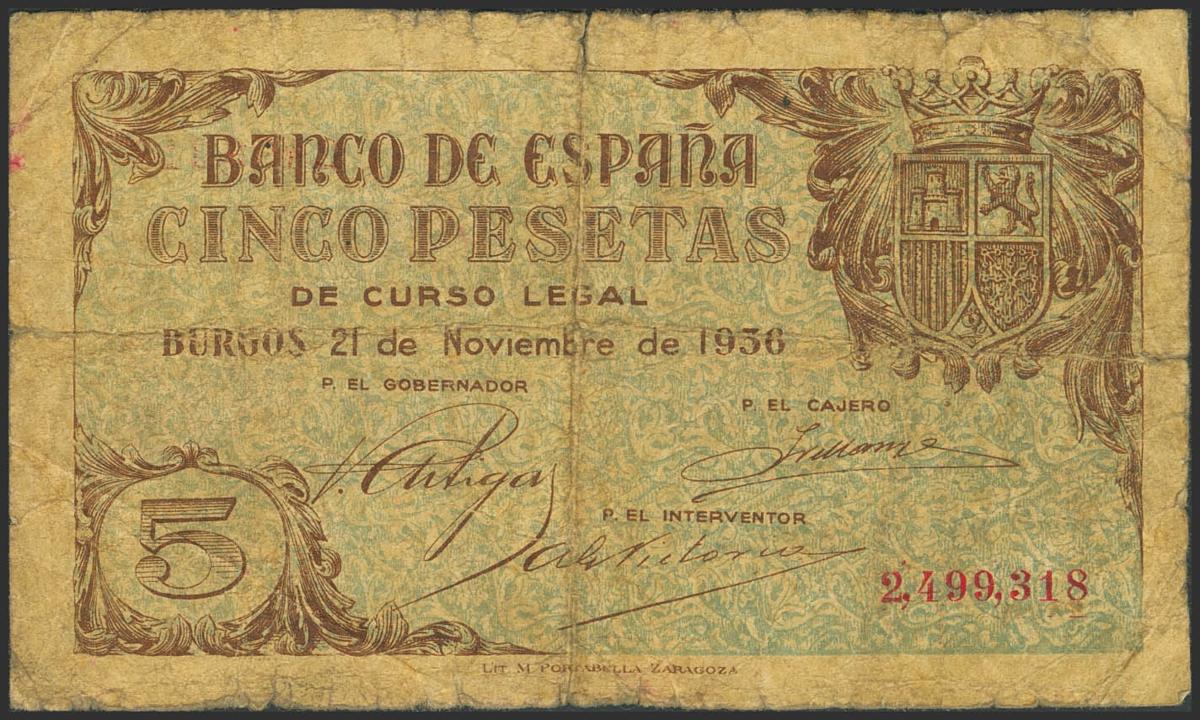 BANCO DE ESPAÑA
CINCO PESETAS
DE CURSO LEGAL
BURGOS 21 de Noviembre de 1936
P. EL GOBERNADOR
P. EL CAJERO
P. EL INTERVENTOR
5
2,499,318
LIT. M. PORTABELLA ZARAGOZA